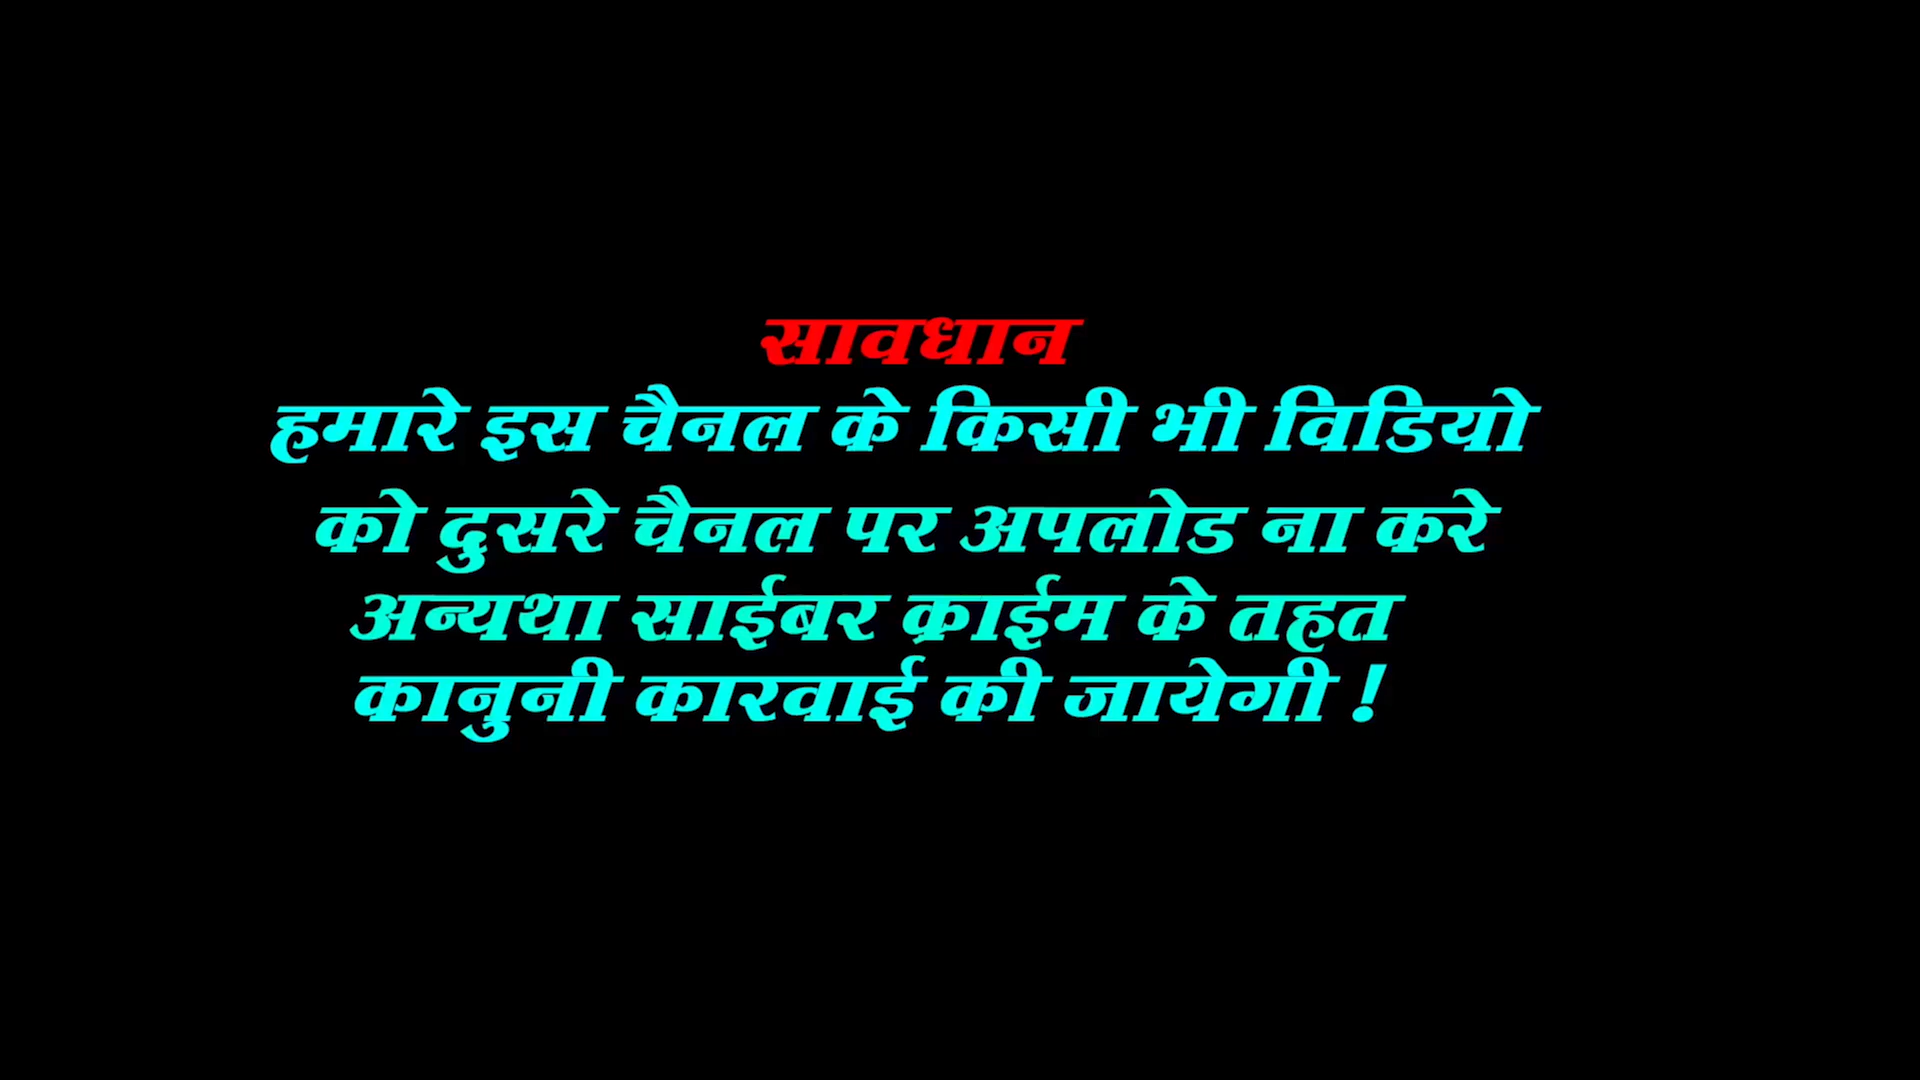 सावधान
हमारे इस चैनल के किसी भी विडियो
को दुसरे चैनल पर अपलोड ना करे
अन्यथा साईबर क्राईम के तहत
कानुनी कारवाई की जायेगी !